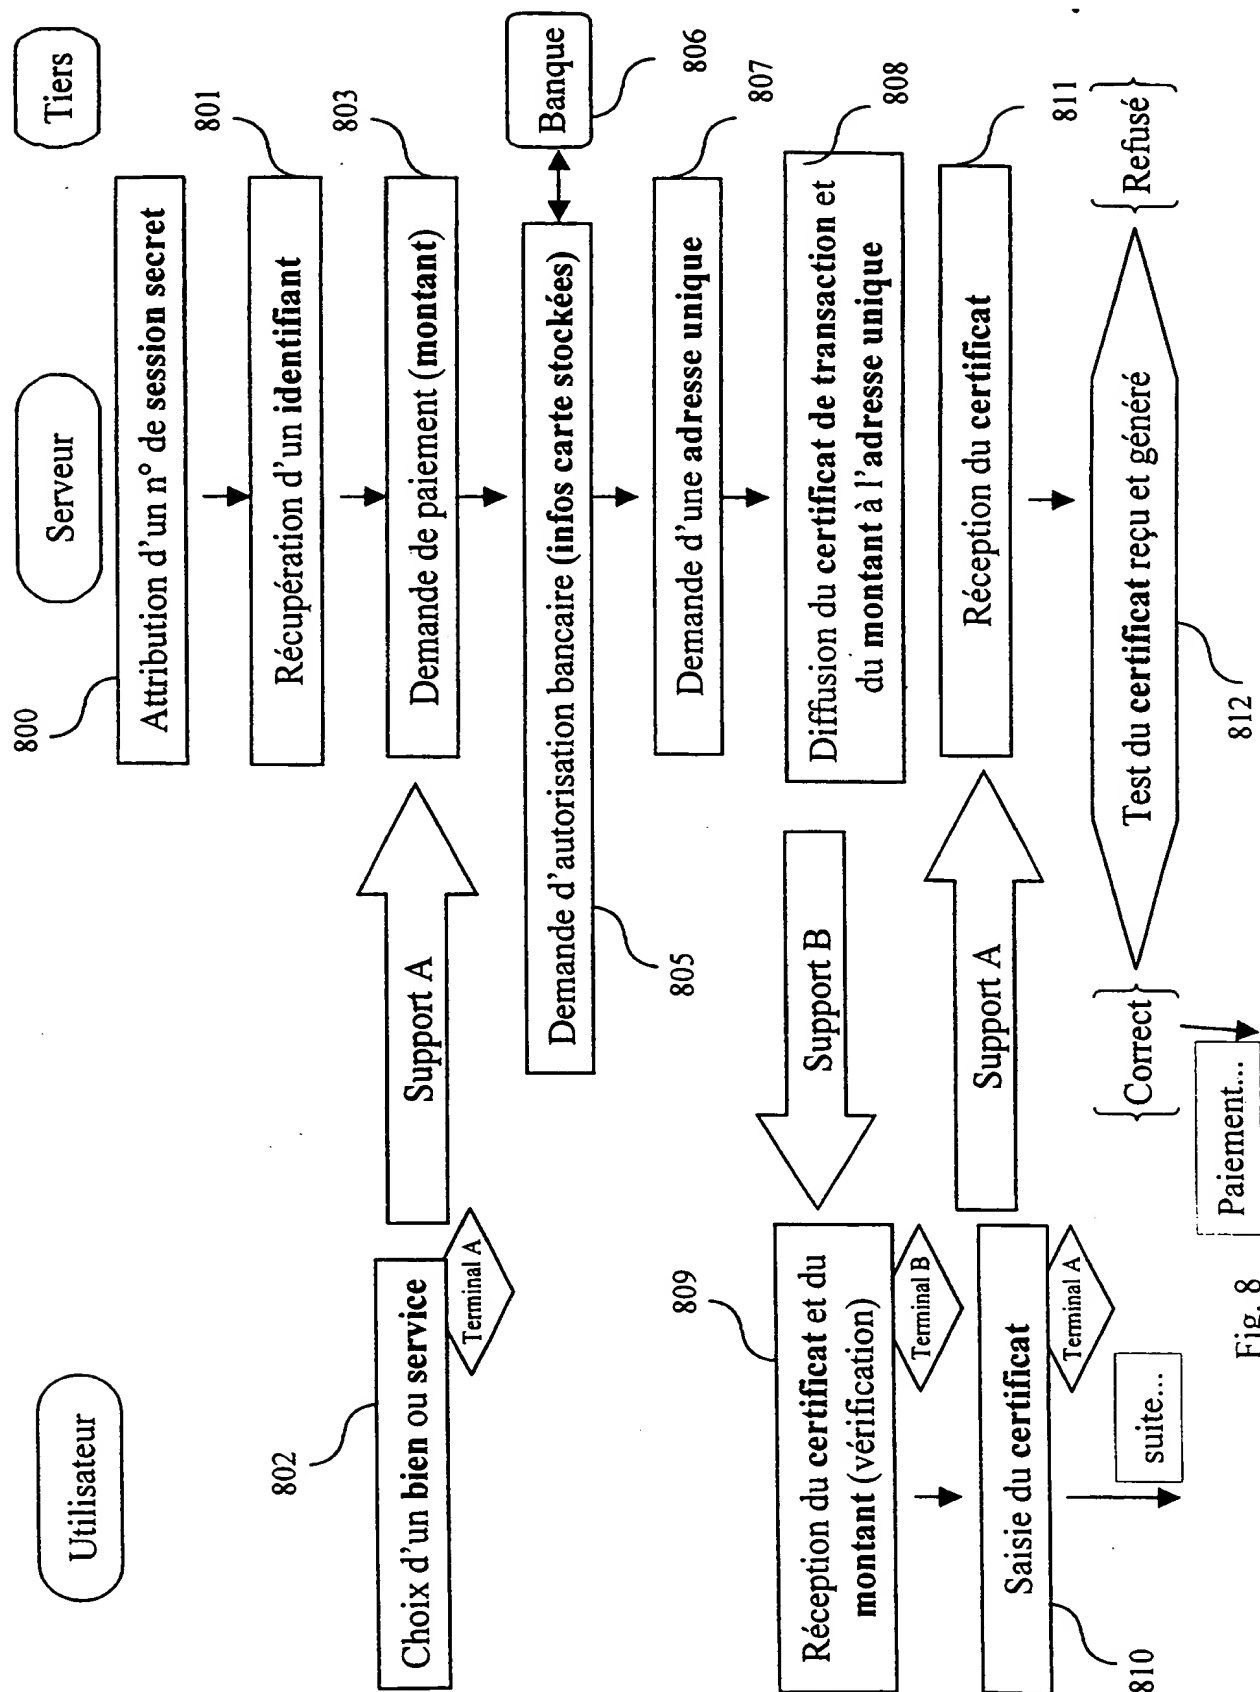 Utilisateur
Serveur
Tiers
800
Attribution d'un n° de session secret
801
Récupération d'un identifiant
802
Choix d'un bien ou service
Terminal A
Support A
803
Demande de paiement (montant)
Demande d'autorisation bancaire (infos carte stockées)
805
Banque
806
807
Demande d'une adresse unique
808
Diffusion du certificat de transaction et
du montant à l'adresse unique
Support B
809
Réception du certificat et du
montant (vérification)
Terminal B
810
Saisie du certificat
Terminal A
Support A
811
Réception du certificat
suite...
{Correct}
Test du certificat reçu et généré
{Refusé}
812
Paiement...
Fig. 8